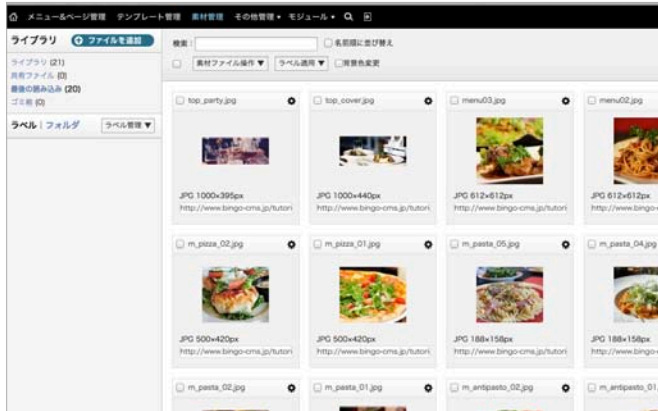 メニュー&ページ管理 テンプレート管理 素材管理 その他管理 モジュール
ライブラリ ファイルを追加
ライブラリ (21)
共有ファイル (0)
最後の読み込み (20)
ゴミ箱 (0)
ラベル | フォルダ ラベル管理 ▼
検索: 名前順に並び替え
素材ファイル操作 ▼ ラベル適用 ▼ 背景色変更
top_party.jpg top_cover.jpg menu03.jpg menu02.jpg
JPG 1000×395px JPG 1000×440px JPG 612×612px JPG 612×612px
http://www.bingo-cms.jp/tutori http://www.bingo-cms.jp/tutori http://www.bingo-cms.jp/tutori http://www.bingo-
m_pizza_02.jpg m_pizza_01.jpg m_pasta_05.jpg m_pasta_04.jpg
JPG 500×420px JPG 500×420px JPG 188×158px JPG 188×158px
http://www.bingo-cms.jp/tutori http://www.bingo-cms.jp/tutori http://www.bingo-cms.jp/tutori http://www.bingo-
m_pasta_02.jpg m_pasta_01.jpg m_antipasto_02.jpg m_antipasto_01.